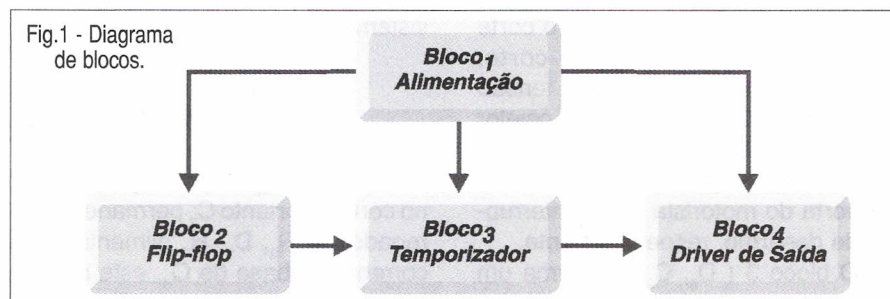 Fig.1 - Diagrama
de blocos.
Bloco1
Alimentação
Bloco2
Flip-flop
Bloco3
Temporizador
Bloco4
Driver de Saída